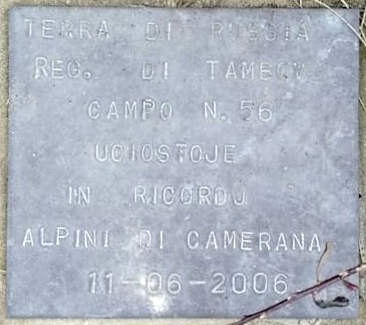 TERRA DI RUSSIA
REG. DI TAMBOV
CAMPO N. 56
UCIOSTOJE
IN RICORDO
ALPINI DI CAMERANA
11-06-2006